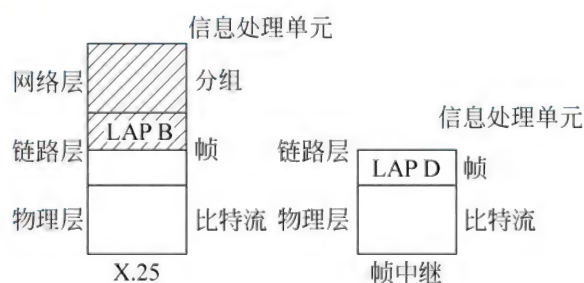 信息处理单元
网络层 分组
LAP B
信息处理单元
链路层 帧 链路层 LAP D 帧
物理层 比特流 物理层 比特流
X.25 帧中继